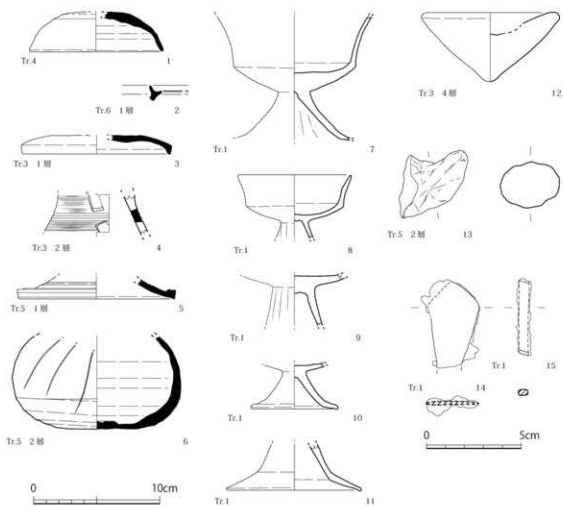 Tr.4 1
Tr.6 1層 2
Tr.3 1層 3
Tr.3 2層 4
Tr.5 1層 5
Tr.5 2層 6
0 10cm
Tr.1 7
Tr.1 8
Tr.1 9
Tr.1 10
Tr.1 11
Tr.3 4層 12
Tr.5 2層 13
Tr.1 14
Tr.1 15
0 5cm